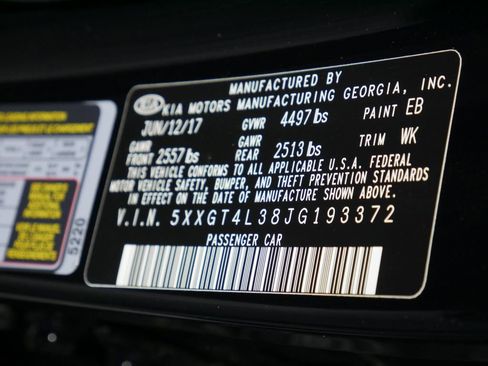 MANUFACTURED BY
KIA KIA MOTORS MANUFACTURING GEORGIA, INC.
JUN/12/17 GVWR 4497 lbs PAINT EB
GAWR FRONT 2557 lbs GAWR REAR 2513 lbs TRIM WK
THIS VEHICLE CONFORMS TO ALL APPLICABLE U.S.A. FEDERAL
MOTOR VEHICLE SAFETY, BUMPER, AND THEFT PREVENTION STANDARDS
IN EFFECT ON THE DATE OF MANUFACTURE SHOWN ABOVE.
V.I.N. 5XXGT4L38JG193372
PASSENGER CAR
5220